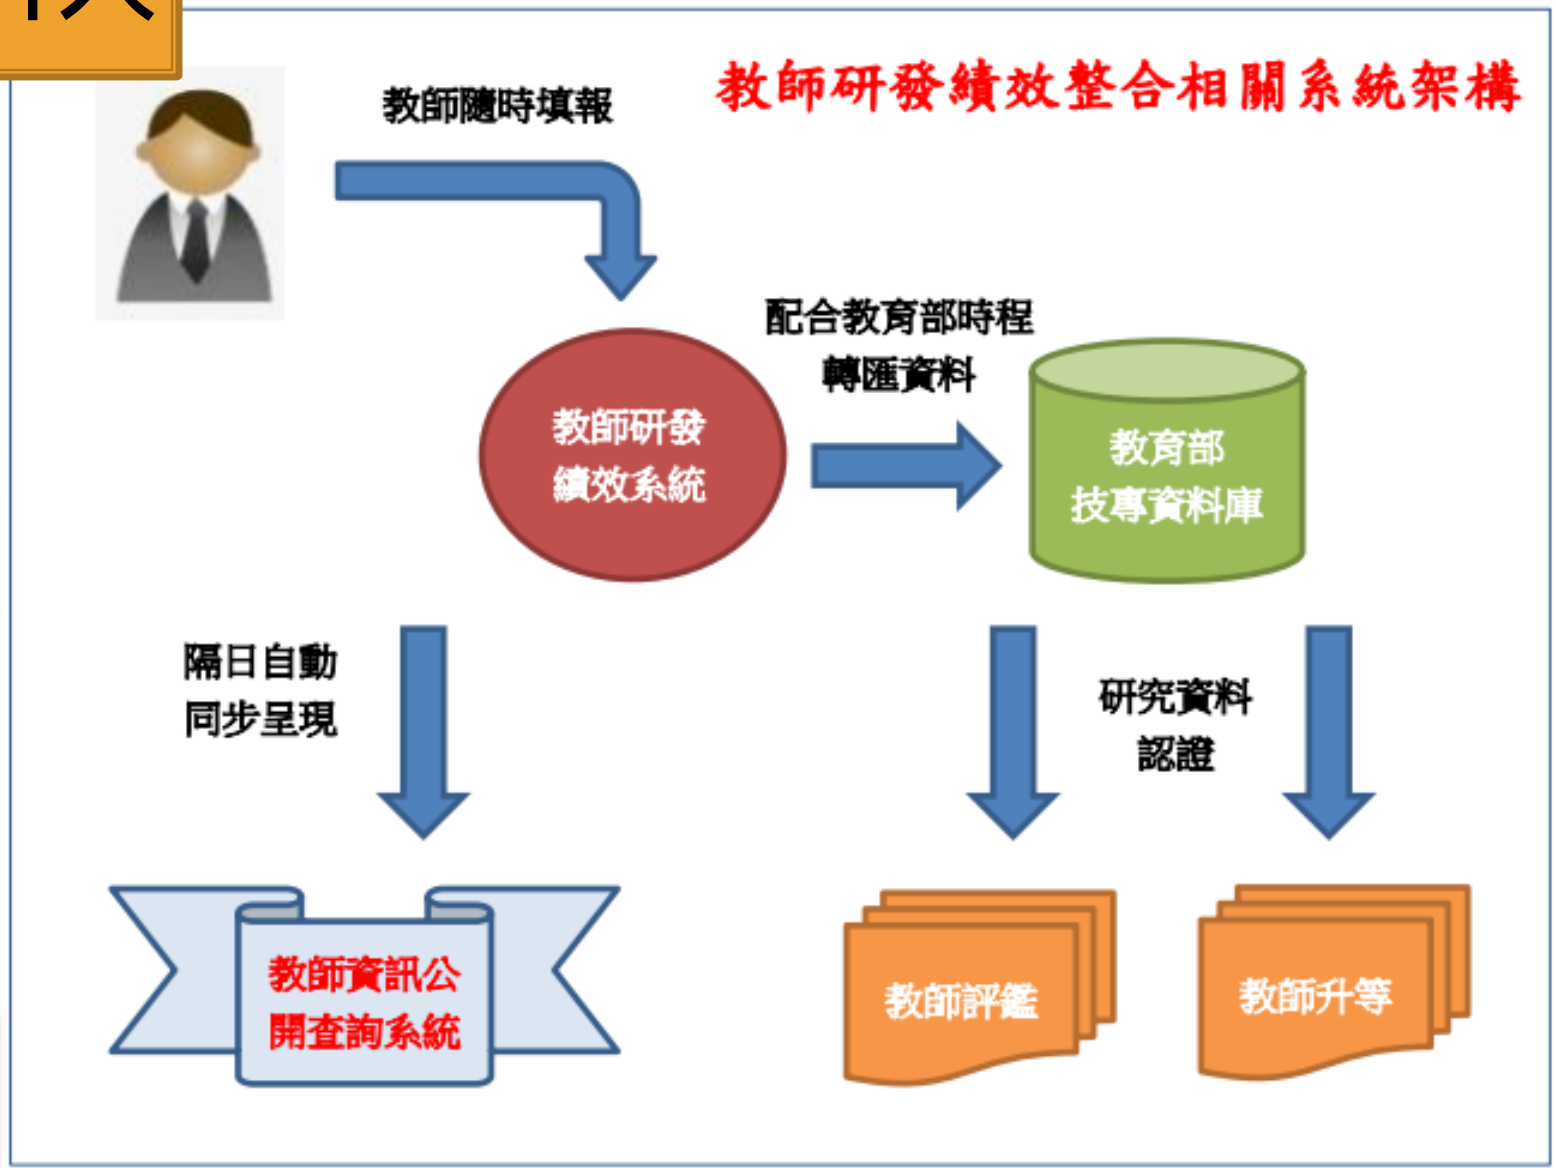 教師研發績效整合相關系統架構
教師隨時填報
配合教育部時程
轉匯資料
教師研發
績效系統
教育部
技專資料庫
隔日自動
同步呈現
研究資料
認證
教師資訊公
開查詢系統
教師評鑑
教師升等